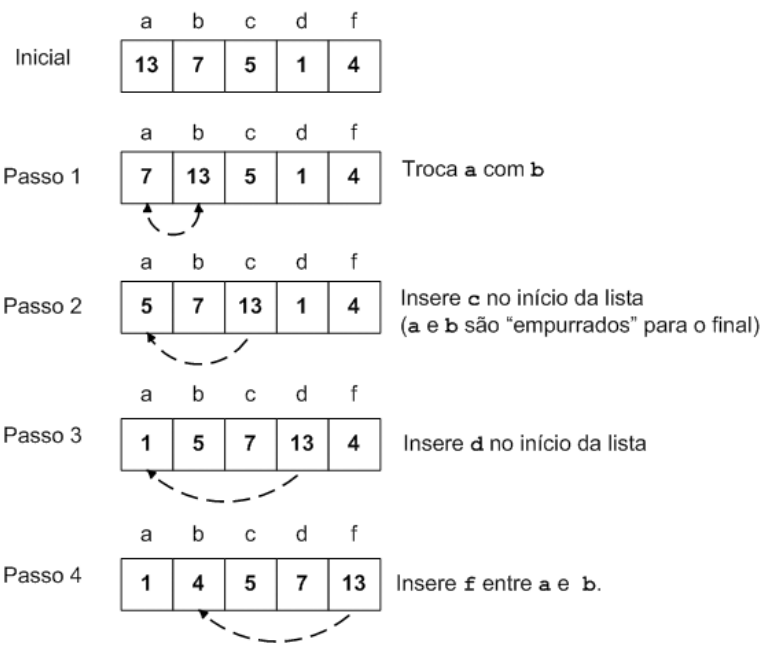 a b c d f
Inicial 13 7 5 1 4
a b c d f
Passo 1 7 13 5 1 4 Troca a com b
a b c d f
Passo 2 5 7 13 1 4 Insere c no início da lista
(a e b são “empurrados” para o final)
a b c d f
Passo 3 1 5 7 13 4 Insere d no início da lista
a b c d f
Passo 4 1 4 5 7 13 Insere f entre a e b.